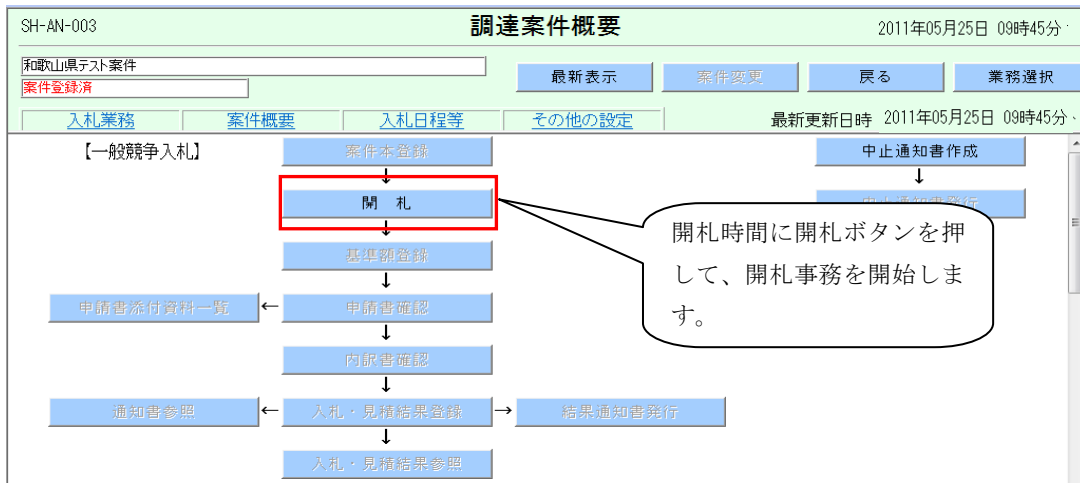 SH-AN-003
調達案件概要
2011年05月25日 09時45分
和歌山県テスト案件
案件登録済
最新表示
案件変更
戻る
業務選択
入札業務
案件概要
入札日程等
その他の設定
最新更新日時 2011年05月25日 09時45分
【一般競争入札】
案件本登録
中止通知書作成
↓
↓
開 札
中止通知書発行
↓
開札時間に開札ボタンを押
して、開札事務を開始しま
す。
基準額登録
↓
申請書添付資料一覧
←
申請書確認
↓
内訳書確認
↓
通知書参照
←
入札・見積結果登録
→
結果通知書発行
↓
入札・見積結果参照